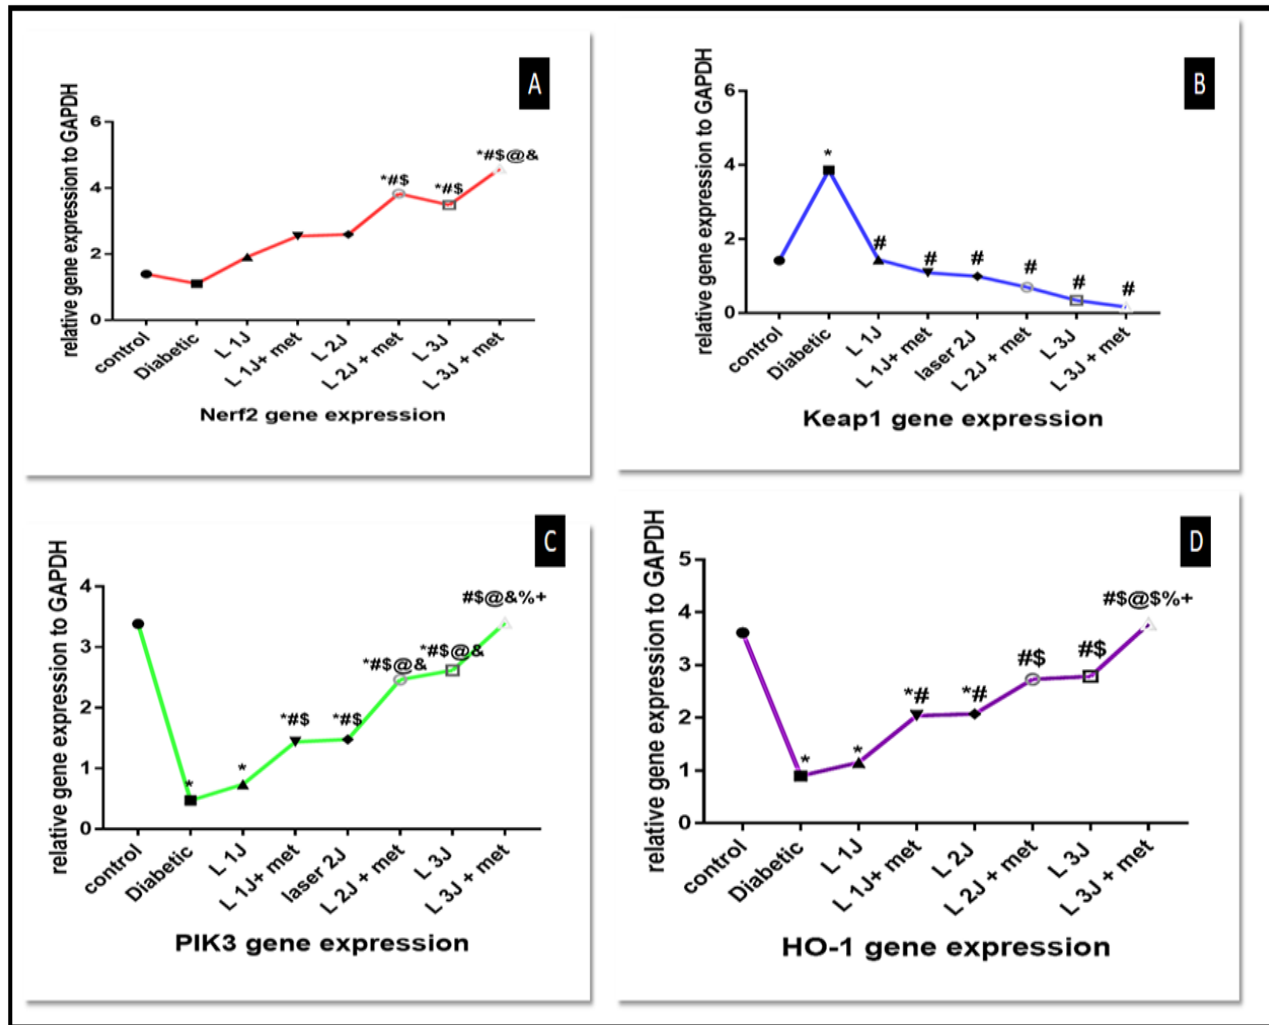 A
relative gene expression to GAPDH
6
4
2
0
*#$
*#$
*#$@&
control
Diabetic
L 1J
L 1J+ met
L 2J
L 2J + met
L 3J
L 3J + met
Nerf2 gene expression
B
relative gene expression to GAPDH
6
4
2
0
*
#
#
#
#
#
#
control
Diabetic
L 1J
L 1J+ met
laser 2J
L 2J + met
L 3J
L 3J + met
Keap1 gene expression
C
relative gene expression to GAPDH
4
3
2
1
0
*
*
*#$
*#$
*#$@&
*#$@&
#$@&%+
control
Diabetic
L 1J
L 1J+ met
laser 2J
L 2J + met
L 3J
L 3J + met
PIK3 gene expression
D
relative gene expression to GAPDH
5
4
3
2
1
0
*
*
*#
*#
#$
#$
#$@$%+
control
Diabetic
L 1J
L 1J+ met
L 2J
L 2J + met
L 3J
L 3J + met
HO-1 gene expression